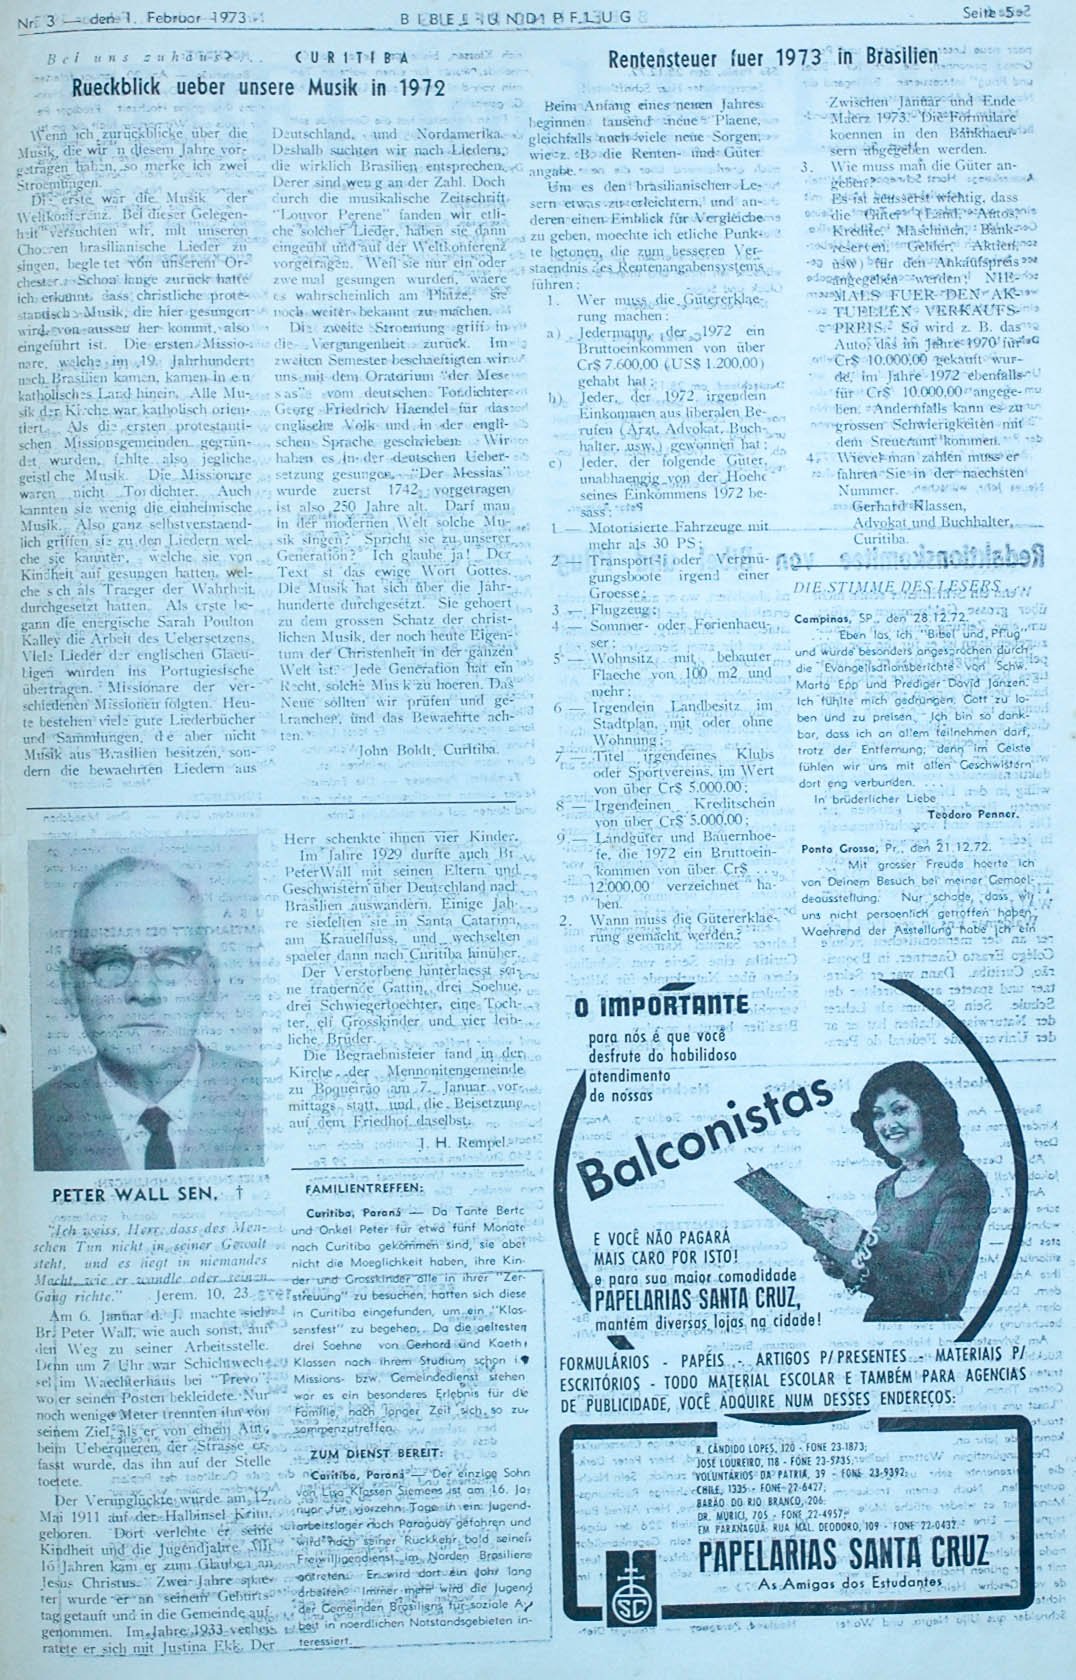 Nr. 3 — den 1. Februar 1973
BIBEL UND PFLUG
Seite 5
Bei uns zuhaus? ...
CURITIBA
Rueckblick ueber unsere Musik in 1972
Wenn ich zurückblicke über die
Musik, die wir n diesem Jahre vor-
getragen haben, so merke ich zwei
Stroemungen.
Die erste war die Musik der
Weltkonferenz. Bei dieser Gelegen-
heit versuchten wir, mit unseren
Choeren brasilianische Lieder zu
singen, begleitet von unserem Or-
chester. Schon lange zurück hatte
ich erkannt, dass christliche prote-
stantische Musik, die hier gesungen
wird, von aussen her kommt, also
eingeführt ist. Die ersten Missio-
nare, welche im 19. Jahrhundert
nach Brasilien kamen, kamen in ein
katholisches Land hinein. Alle Mu-
sik der Kirche war katholisch orien-
tiert. Als die ersten protestanti-
schen Missionsgemeinden gegrün-
det wurden, fehlte also jegliche
geistliche Musik. Die Missionare
waren nicht Tondichter. Auch
kannten sie wenig die einheimische
Musik. Also ganz selbstverstaend-
lich griffen sie zu den Liedern wel-
che sie kannten, welche sie von
Kindheit auf gesungen hatten, wel-
che sich als Traeger der Wahrheit
durchgesetzt hatten. Als erste be-
gann die energische Sarah Poulton
Kalley die Arbeit des Uebersetzens.
Viele Lieder der englischen Glaeu-
bigen wurden ins Portugiesische
übertragen. Missionare der ver-
schiedenen Missionen folgten. Heu-
te bestehen viele gute Liederbücher
und Sammlungen, die aber nicht
Musik aus Brasilien besitzen, son-
dern die bewaehrten Liedern aus
Deutschland, und Nordamerika.
Deshalb suchten wir nach Liedern,
die wirklich Brasilien entsprechen.
Derer sind wenig an der Zahl. Doch
durch die musikalische Zeitschrift
"Louvor Perene" fanden wir etli-
che solcher Lieder, haben sie dann
eingeübt und auf der Weltkonferenz
vorgetragen. Weil sie nur ein oder
zweimal gesungen wurden, waere
es wahrscheinlich am Platze, sie
noch weiter bekannt zu machen.
Die zweite Stroemung griff in
die Vergangenheit zurück. Im
zweiten Semester beschaeftigten wir
uns mit dem Oratorium "der Mes-
sias" vom deutschen Tondichter
Georg Friedrich Haendel für das
englische Volk und in der engli-
schen Sprache geschrieben. Wir
haben es in der deutschen Ueber-
setzung gesungen. "Der Messias"
wurde zuerst 1742 vorgetragen
ist also 250 Jahre alt. Darf man
in der modernen Welt solche Mu-
sik singen? Spricht sie zu unserer
Generation? Ich glaube ja! Der
Text st das ewige Wort Gottes.
Die Musik hat sich über die Jahr-
hunderte durchgesetzt. Sie gehoert
zu dem grossen Schatz der christ-
lichen Musik, der noch heute Eigen-
tum der Christenheit in der ganzen
Welt ist. Jede Generation hat ein
Recht, solche Musik zu hoeren. Das
Neue sollten wir prüfen und ge-
brauchen, und das Bewaehrte ach-
ten.
John Boldt, Curitiba.
PETER WALL SEN. †
"Ich weiss, Herr, dass des Men-
schen Tun nicht in seiner Gewalt
steht, und es liegt in niemandes
Macht, wie er wandle oder seinen
Gang richte." Jerem. 10, 23
Am 6. Januar d. J. machte sich
Br. Peter Wall, wie auch sonst, auf
den Weg zu seiner Arbeitsstelle.
Denn um 7 Uhr war Schichtwech-
sel im Waechterhaus bei "Trevo",
wo er seinen Posten bekleidete. Nur
noch wenige Meter trennten ihn von
seinem Ziel, als er von einem Auto
beim Ueberqueren der Strasse er-
fasst wurde, das ihn auf der Stelle
toetete.
Der Verunglückte wurde am 12.
Mai 1911 auf der Halbinsel Krim,
geboren. Dort verlebte er seine
Kindheit und die Jugendjahre. Mit
16 Jahren kam er zum Glauben an
Jesus Christus. Zwei Jahre spae-
ter wurde er an seinem Geburts-
tag getauft und in die Gemeinde auf-
genommen. Im Jahre 1933 verhei-
ratete er sich mit Justina Ekk. Der
Herr schenkte ihnen vier Kinder.
Im Jahre 1929 durfte auch Br.
Peter Wall mit seinen Eltern und
Geschwistern über Deutschland nach
Brasilien auswandern. Einige Jah-
re siedelten sie in Santa Catarina,
am Krauelfluss, und wechselten
spaeter dann nach Curitiba hinüber.
Der Verstorbene hinterlaesst sei-
ne trauernde Gattin, drei Soehne,
drei Schwiegertoechter, eine Toch-
ter, elf Grosskinder und vier leib-
liche Brüder.
Die Begraebnisfeier fand in der
Kirche der Mennonitengemeinde
zu Boqueirão am 7. Januar vor-
mittags statt, und die Beisetzung
auf dem Friedhof daselbst.
J. H. Rempel
FAMILIENTREFFEN:
Curitiba, Paraná — Da Tante Berta
und Onkel Peter für etwa fünf Monate
nach Curitiba gekommen sind, sie aber
nicht die Moeglichkeit haben, ihre Kin-
der und Grosskinder alle in ihrer "Zer-
streuung" zu besuchen, hatten sich diese
in Curitiba eingefunden, um ein "Klas-
sensfest" zu begehen. Da die aeltesten
drei Soehne von Gerhard und Kaeth
Klassen nach ihrem Studium schon i
Missions- bzw. Gemeindedienst stehen
war es ein besonderes Erlebnis für die
Familie, nach langer Zeit sich so zu-
sammenzutreffen.
ZUM DIENST BEREIT:
Curitiba, Paraná — Der einzige Sohn
von Lisa Klassen Siemens ist am 16. Ja-
nuar für vierzehn Tage in ein Jugend-
arbeitslager nach Paraguay gefahren und
wird nach seiner Rückkehr bald seinen
Freiwilligendienst im Norden Brasiliens
antreten. Er wird dort ein Jahr lang
arbeiten. Immer mehr wird die Jugend
der Gemeinden Brasiliens für soziale Ar-
beit in noerdlichen Notstandsgebieten in-
teressiert.
Rentensteuer fuer 1973 in Brasilien
Beim Anfang eines neuen Jahres
beginnen tausend neue Plaene,
gleichfalls auch viele neue Sorgen,
wie z. B. die Renten- und Güter
angabe.
Um es den brasilianischen Le-
sern etwas zu erleichtern, und an-
deren einen Einblick für Vergleiche
zu geben, moechte ich etliche Punk-
te betonen, die zum besseren Ver-
staendnis des Rentenangabensystems
führen:
1. Wer muss die Gütererklae-
rung machen:
a) Jedermann, der 1972 ein
Bruttoeinkommen von über
Cr$ 7.600,00 (US$ 1.200,00)
gehabt hat;
b) Jeder, der 1972 irgendein
Einkommen aus liberalen Be-
rufen (Arzt, Advokat, Buch-
halter, usw.) gewonnen hat;
c) Jeder, der folgende Güter,
unabhaengig von der Hoehe
seines Einkommens 1972 be-
sass:
1 — Motorisierte Fahrzeuge mit
mehr als 30 PS;
2 — Transport- oder Vergnü-
gungsboote irgend einer
Groesse;
3 — Flugzeug;
4 — Sommer- oder Ferienhaeu-
ser;
5 — Wohnsitz mit bebauter
Flaeche von 100 m2 und
mehr;
6 — Irgendein Landbesitz im
Stadtplan, mit oder ohne
Wohnung;
7 — Titel irgendeines Klubs
oder Sportvereins, im Wert
von über Cr$ 5.000,00;
8 — Irgendeinen Kreditschein
von über Cr$ 5.000,00;
9 — Landgüter und Bauernhoe-
fe, die 1972 ein Bruttoein-
kommen von über Cr$ ...
12.000,00 verzeichnet ha-
ben.
2. Wann muss die Gütererklae-
rung gemacht werden?
Zwischen Januar und Ende
Maerz 1973. Die Formulare
koennen in den Bankhaeu-
sern abgegeben werden.
3. Wie muss man die Güter an-
geben?
Es ist aeusserst wichtig, dass
die Güter (Land, Autos,
Kredite, Maschinen, Bank-
reserven, Gelder, Aktien,
usw) für den Ankaufspreis
angegeben werden! NIE-
MALS FUER DEN AK-
TUELLEN VERKAUFS-
PREIS. So wird z. B. das
Auto, das im Jahre 1970 für
Cr$ 10.000,00 gekauft wur-
de, im Jahre 1972 ebenfalls
für Cr$ 10.000,00 angege-
ben. Andernfalls kann es zu
grossen Schwierigkeiten mit
dem Steueramt kommen.
4. Wievel man zahlen muss er-
fahren Sie in der naechsten
Nummer.
Gerhard Klassen,
Advokat und Buchhalter,
Curitiba.
DIE STIMME DES LESERS
Campinas, SP., den 28.12.72.
Eben las ich "Bibel und Pflug"
und wurde besonders angesprochen durch
die Evangelisationsberichte von Schw.
Marta Epp und Prediger David Janzen.
Ich fühlte mich gedrungen, Gott zu lo-
ben und zu preisen. Ich bin so dank-
bar, dass ich an allem teilnehmen darf,
trotz der Entfernung; denn im Geiste
fühlen wir uns mit allen Geschwistern
dort eng verbunden. ...
In brüderlicher Liebe
Teodoro Penner.
Ponta Grossa, Pr., den 21.12.72.
Mit grosser Freude hoerte ich
von Deinem Besuch bei meiner Gemael-
deausstellung. Nur schade, dass wir
uns nicht persoenlich getroffen haben.
Waehrend der Asstellung habe ich ein
O IMPORTANTE
para nós é que você
desfrute do habilidoso
atendimento
de nossas
Balconistas
E VOCÊ NÃO PAGARÁ
MAIS CARO POR ISTO!
e para sua maior comodidade
PAPELARIAS SANTA CRUZ,
mantém diversas lojas na cidade!
FORMULÁRIOS - PAPÉIS - ARTIGOS P/ PRESENTES - MATERIAIS P/
ESCRITÓRIOS - TODO MATERIAL ESCOLAR E TAMBÉM PARA AGENCIAS
DE PUBLICIDADE, VOCÊ ADQUIRE NUM DESSES ENDEREÇOS:
R. CÂNDIDO LOPES, 120 - FONE 23-1873;
JOSÉ LOUREIRO, 118 - FONE 23-5735;
VOLUNTÁRIOS DA PATRIA, 39 - FONE 23-9392;
CHILE, 1335 - FONE 22-6427;
BARÃO DO RIO BRANCO, 206;
DR. MURICI, 705 - FONE 22-4957;
EM PARANAGUÁ: RUA MAL. DEODORO, 109 - FONE 22-0432.
SC
PAPELARIAS SANTA CRUZ
As Amigas dos Estudantes